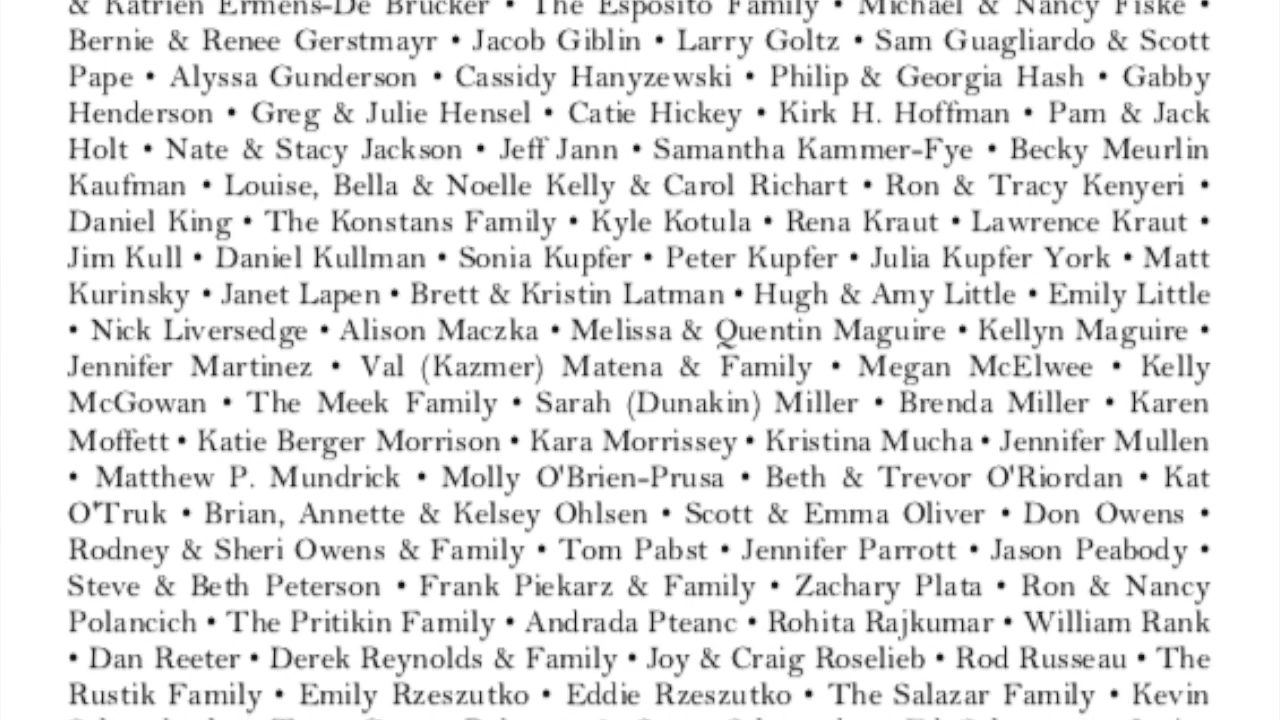 & Katrien Ermens-De Brucker • The Esposito Family • Michael & Nancy Fiske •
Bernie & Renee Gerstmayr • Jacob Giblin • Larry Goltz • Sam Guagliardo & Scott
Pape • Alyssa Gunderson • Cassidy Hanyzewski • Philip & Georgia Hash • Gabby
Henderson • Greg & Julie Hensel • Catie Hickey • Kirk H. Hoffman • Pam & Jack
Holt • Nate & Stacy Jackson • Jeff Jann • Samantha Kammer-Fye • Becky Meurlin
Kaufman • Louise, Bella & Noelle Kelly & Carol Richart • Ron & Tracy Kenyeri •
Daniel King • The Konstans Family • Kyle Kotula • Rena Kraut • Lawrence Kraut •
Jim Kull • Daniel Kullman • Sonia Kupfer • Peter Kupfer • Julia Kupfer York • Matt
Kurinsky • Janet Lapen • Brett & Kristin Latman • Hugh & Amy Little • Emily Little
• Nick Liversedge • Alison Maczka • Melissa & Quentin Maguire • Kellyn Maguire •
Jennifer Martinez • Val (Kazmer) Matena & Family • Megan McElwee • Kelly
McGowan • The Meek Family • Sarah (Dunakin) Miller • Brenda Miller • Karen
Moffett • Katie Berger Morrison • Kara Morrissey • Kristina Mucha • Jennifer Mullen
• Matthew P. Mundrick • Molly O'Brien-Prusa • Beth & Trevor O'Riordan • Kat
O'Truk • Brian, Annette & Kelsey Ohlsen • Scott & Emma Oliver • Don Owens •
Rodney & Sheri Owens & Family • Tom Pabst • Jennifer Parrott • Jason Peabody •
Steve & Beth Peterson • Frank Piekarz & Family • Zachary Plata • Ron & Nancy
Polancich • The Pritikin Family • Andrada Pteanc • Rohita Rajkumar • William Rank
• Dan Reeter • Derek Reynolds & Family • Joy & Craig Roselieb • Rod Russeau • The
Rustik Family • Emily Rzeszutko • Eddie Rzeszutko • The Salazar Family • Kevin